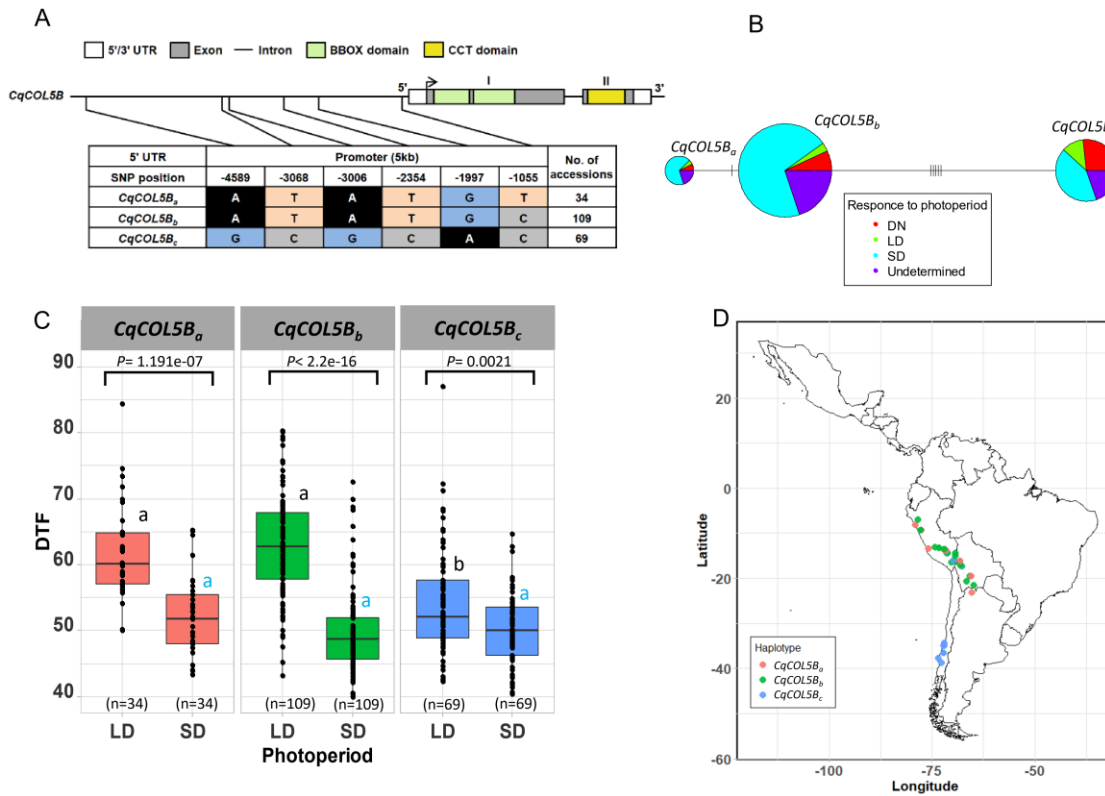 A
5'/3' UTR Exon Intron BBOX domain CCT domain
5' I II 3'
CqCOL5B
5' UTR Promoter (5kb) No. of accessions
SNP position -4589 -3068 -3006 -2354 -1997 -1055
CqCOL5Ba A T A T G T 34
CqCOL5Bb A T A T G C 109
CqCOL5Bc G C G C A C 69
B
CqCOL5Ba
CqCOL5Bb
CqCOL5
Responce to photoperiod
DN
LD
SD
Undetermined
C
CqCOL5Ba CqCOL5Bb CqCOL5Bc
P= 1.191e-07 P< 2.2e-16 P= 0.0021
90
80
70
60
50
40
DTF
a a a a b a
(n=34) (n=34) (n=109) (n=109) (n=69) (n=69)
LD SD LD SD LD SD
Photoperiod
D
20
0
-20
-40
-60
Latitude
Haplotype
CqCOL5Ba
CqCOL5Bb
CqCOL5Bc
-100 -75 -50
Longitude